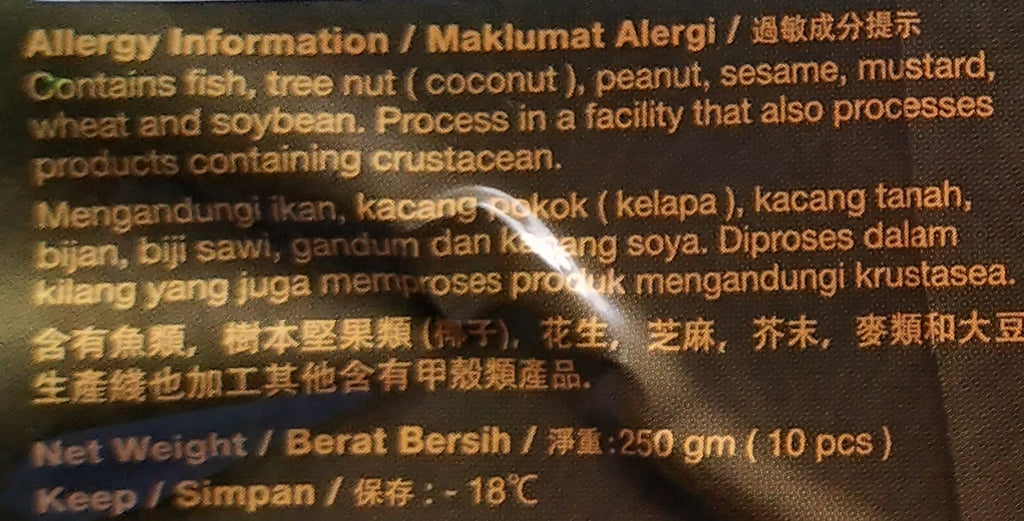 Allergy Information / Maklumat Alergi / 過敏成分提示
Contains fish, tree nut ( coconut ), peanut, sesame, mustard,
wheat and soybean. Process in a facility that also processes
products containing crustacean.
Mengandungi ikan, kacang pokok ( kelapa ), kacang tanah,
bijan, biji sawi, gandum dan kacang soya. Diproses dalam
kilang yang juga memproses produk mengandungi krustasea.
含有魚類, 樹本堅果類 (椰子), 花生, 芝麻, 芥末, 麥類和大豆
生產綫也加工其他含有甲殼類產品.
Net Weight / Berat Bersih / 淨重:250 gm ( 10 pcs )
Keep / Simpan / 保存 : - 18℃